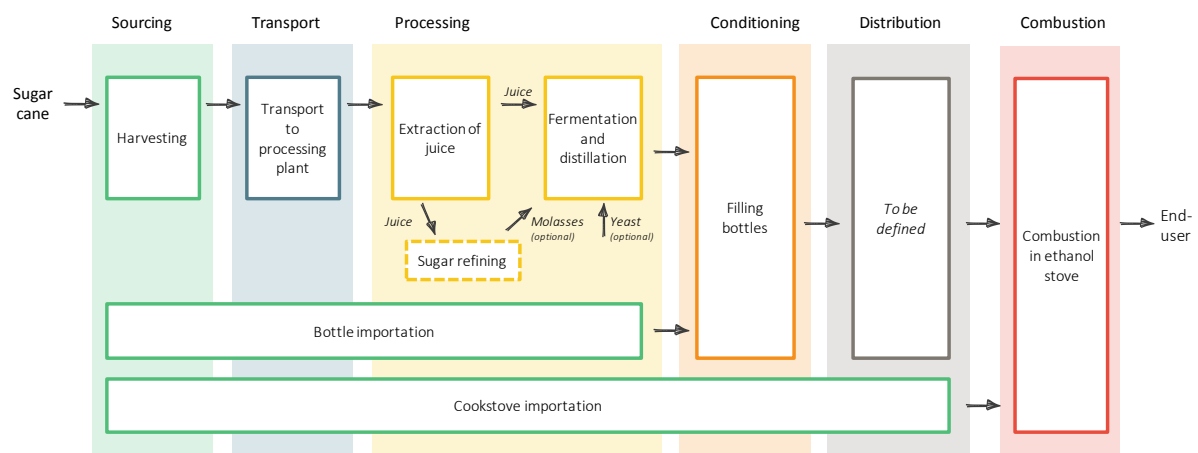 Sourcing
Transport
Processing
Conditioning
Distribution
Combustion
Sugar
cane
Harvesting
Transport
to
processing
plant
Extraction of
juice
Juice
Fermentation
and
distillation
Juice
Sugar refining
Molasses
(optional)
Yeast
(optional)
Filling
bottles
To be
defined
Combustion
in ethanol
stove
End-
user
Bottle importation
Cookstove importation